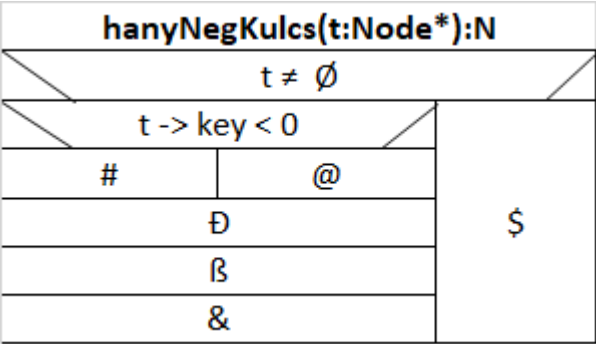 hanyNegKulcs(t:Node*):N
t ≠ Ø
t -> key < 0
# @
Đ $
ß
&